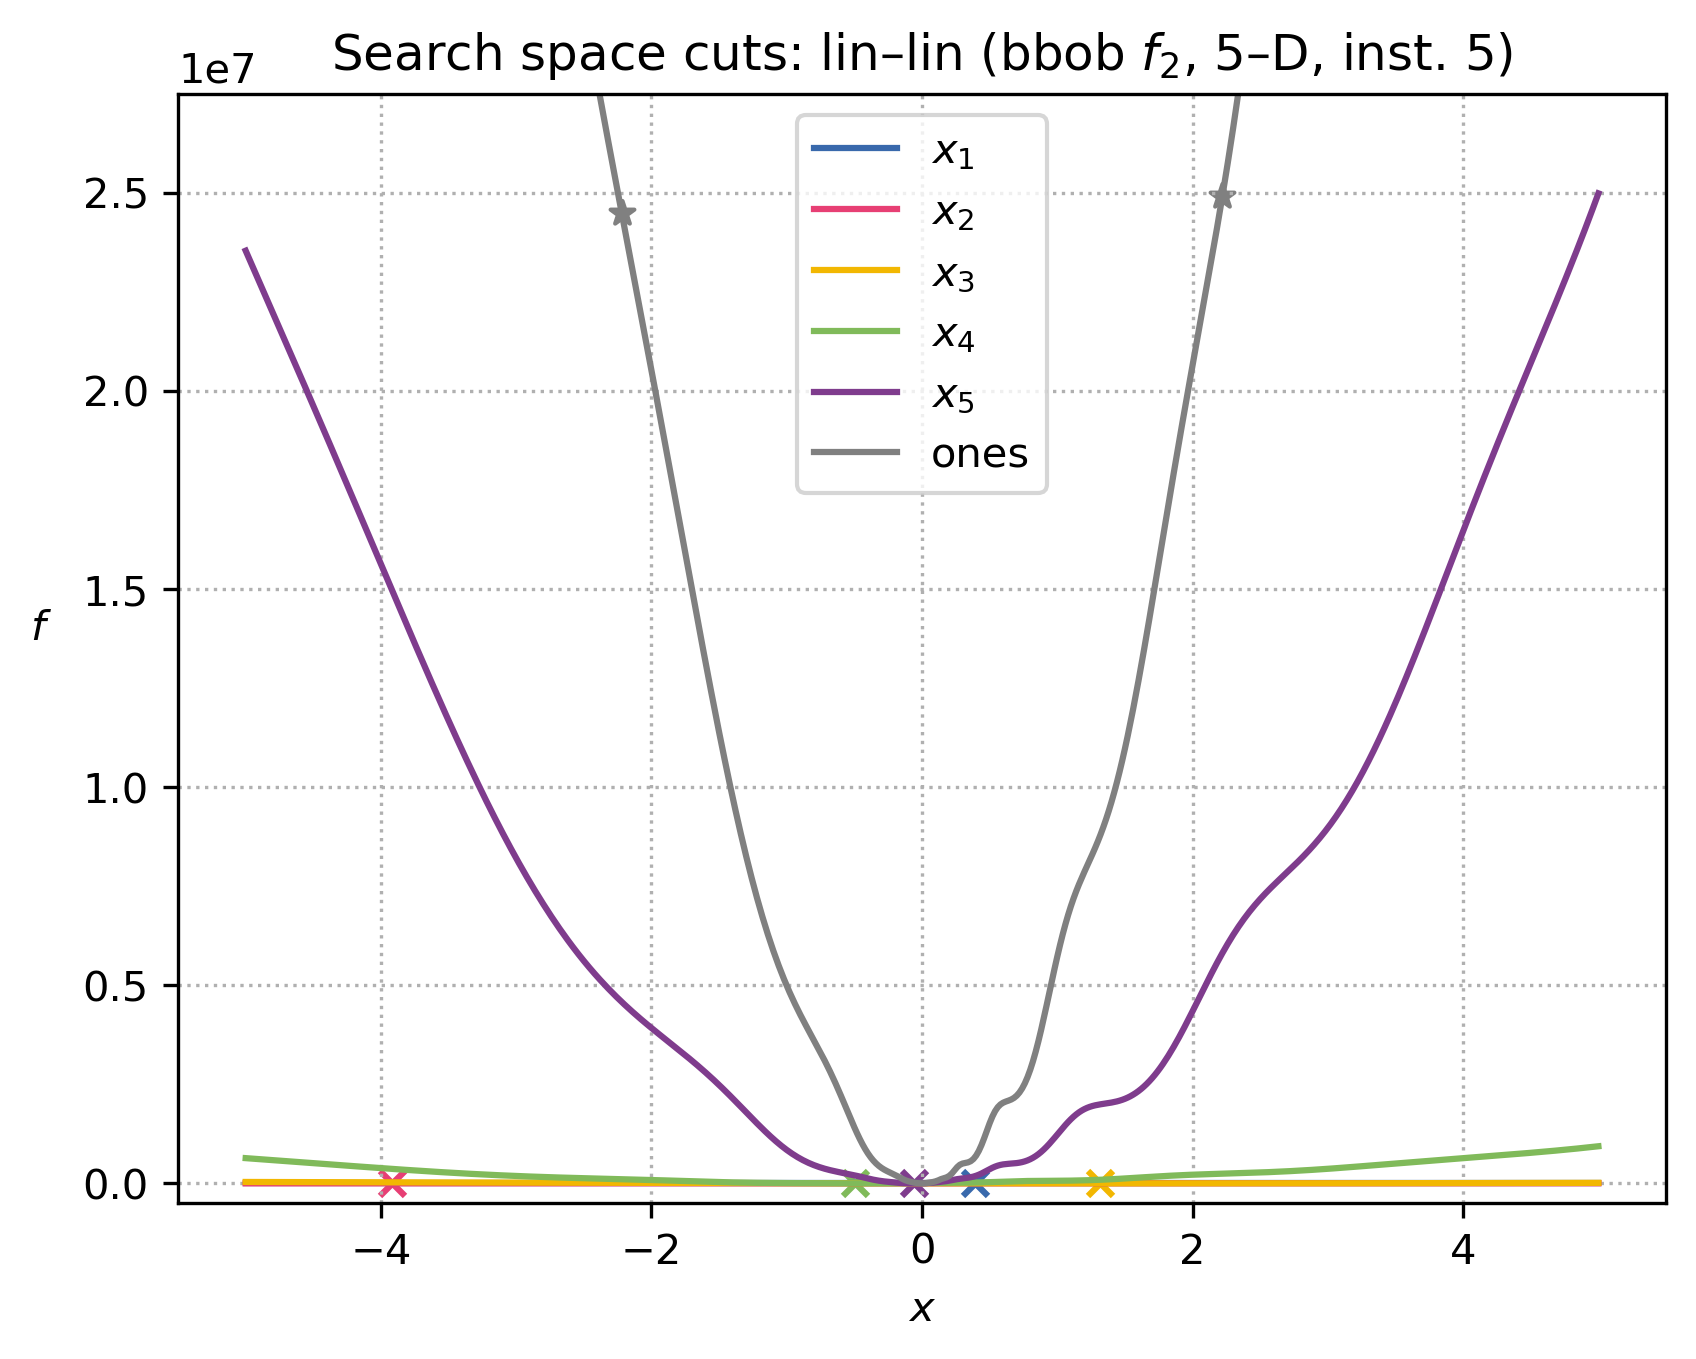 Search space cuts: lin–lin (bbob f₂, 5–D, inst. 5)
1e7
x₁
x₂
x₃
x₄
x₅
ones
2.5
2.0
1.5
1.0
0.5
0.0
f
−4 −2 0 2 4
x